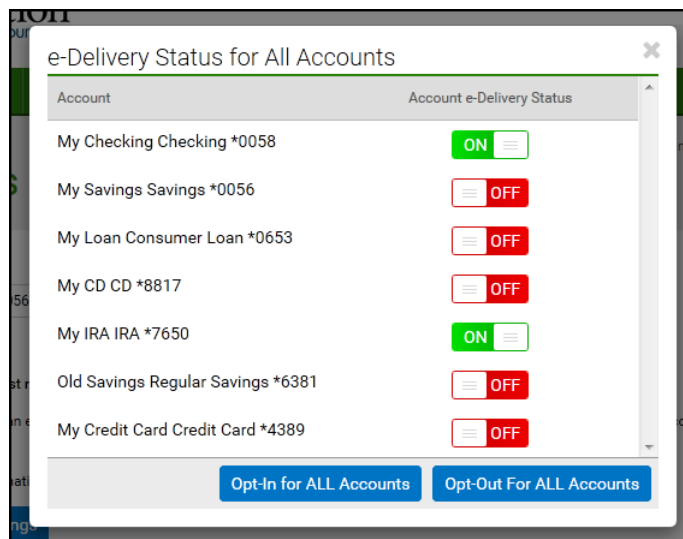 e-Delivery Status for All Accounts
Account Account e-Delivery Status
My Checking Checking *0058 ON
My Savings Savings *0056 OFF
My Loan Consumer Loan *0653 OFF
My CD CD *8817 OFF
My IRA IRA *7650 ON
Old Savings Regular Savings *6381 OFF
My Credit Card Credit Card *4389 OFF
Opt-In for ALL Accounts Opt-Out For ALL Accounts